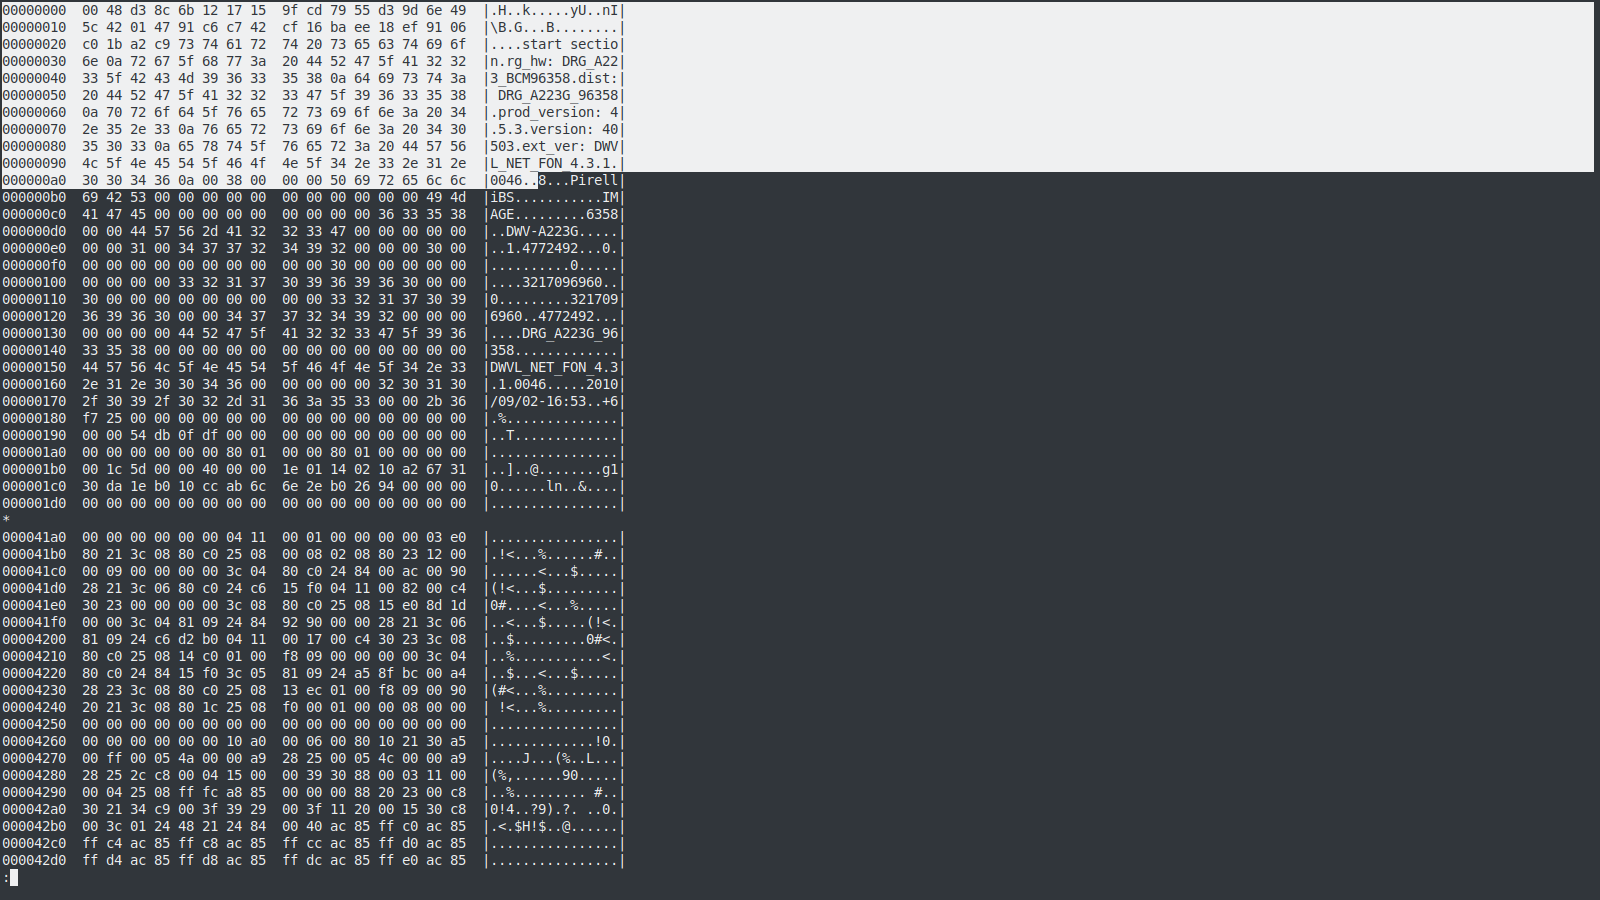 00000000  00 48 d3 8c 6b 12 17 15  9f cd 79 55 d3 9d 6e 49  |.H..k.....yU..nI|
00000010  5c 42 01 47 91 c6 c7 42  cf 16 ba ee 18 ef 91 06  |\B.G...B........|
00000020  c0 1b a2 c9 73 74 61 72  74 20 73 65 63 74 69 6f  |....start sectio|
00000030  6e 0a 72 67 5f 68 77 3a  20 44 52 47 5f 41 32 32  |n.rg_hw: DRG_A22|
00000040  33 5f 42 43 4d 39 36 33  35 38 0a 64 69 73 74 3a  |3_BCM96358.dist:|
00000050  20 44 52 47 5f 41 32 32  33 47 5f 39 36 33 35 38  | DRG_A223G_96358|
00000060  0a 70 72 6f 64 5f 76 65  72 73 69 6f 6e 3a 20 34  |.prod_version: 4|
00000070  2e 35 2e 33 0a 76 65 72  73 69 6f 6e 3a 20 34 30  |.5.3.version: 40|
00000080  35 30 33 0a 65 78 74 5f  76 65 72 3a 20 44 57 56  |503.ext_ver: DWV|
00000090  4c 5f 4e 45 54 5f 46 4f  4e 5f 34 2e 33 2e 31 2e  |L_NET_FON_4.3.1.|
000000a0  30 30 34 36 0a 00 38 00  00 00 50 69 72 65 6c 6c  |0046..8...Pirell|
000000b0  69 42 53 00 00 00 00 00  00 00 00 00 00 00 49 4d  |iBS...........IM|
000000c0  41 47 45 00 00 00 00 00  00 00 00 00 36 33 35 38  |AGE.........6358|
000000d0  00 00 44 57 56 2d 41 32  32 33 47 00 00 00 00 00  |..DWV-A223G.....|
000000e0  00 00 31 00 34 37 37 32  34 39 32 00 00 00 30 00  |..1.4772492...0.|
000000f0  00 00 00 00 00 00 00 00  00 00 30 00 00 00 00 00  |..........0.....|
00000100  00 00 00 00 33 32 31 37  30 39 36 39 36 30 00 00  |....3217096960..|
00000110  30 00 00 00 00 00 00 00  00 00 33 32 31 37 30 39  |0.........321709|
00000120  36 39 36 30 00 00 34 37  37 32 34 39 32 00 00 00  |6960..4772492...|
00000130  00 00 00 00 44 52 47 5f  41 32 32 33 47 5f 39 36  |....DRG_A223G_96|
00000140  33 35 38 00 00 00 00 00  00 00 00 00 00 00 00 00  |358.............|
00000150  44 57 56 4c 5f 4e 45 54  5f 46 4f 4e 5f 34 2e 33  |DWVL_NET_FON_4.3|
00000160  2e 31 2e 30 30 34 36 00  00 00 00 00 32 30 31 30  |.1.0046.....2010|
00000170  2f 30 39 2f 30 32 2d 31  36 3a 35 33 00 00 2b 36  |/09/02-16:53..+6|
00000180  f7 25 00 00 00 00 00 00  00 00 00 00 00 00 00 00  |.%..............|
00000190  00 00 54 db 0f df 00 00  00 00 00 00 00 00 00 00  |..T.............|
000001a0  00 00 00 00 00 00 80 01  00 00 80 01 00 00 00 00  |................|
000001b0  00 1c 5d 00 00 40 00 00  1e 01 14 02 10 a2 67 31  |..]..@........g1|
000001c0  30 da 1e b0 10 cc ab 6c  6e 2e b0 26 94 00 00 00  |0......ln..&....|
000001d0  00 00 00 00 00 00 00 00  00 00 00 00 00 00 00 00  |................|
*
000041a0  00 00 00 00 00 00 04 11  00 01 00 00 00 00 03 e0  |................|
000041b0  80 21 3c 08 80 c0 25 08  00 08 02 08 80 23 12 00  |.!<...%......#..|
000041c0  00 09 00 00 00 00 3c 04  80 c0 24 84 00 ac 00 90  |......<...$.....|
000041d0  28 21 3c 06 80 c0 24 c6  15 f0 04 11 00 82 00 c4  |(!<...$.........|
000041e0  30 23 00 00 00 00 3c 08  80 c0 25 08 15 e0 8d 1d  |0#....<...%.....|
000041f0  00 00 3c 04 81 09 24 84  92 90 00 00 28 21 3c 06  |..<...$.....(!<.|
00004200  81 09 24 c6 d2 b0 04 11  00 17 00 c4 30 23 3c 08  |..$.........0#<.|
00004210  80 c0 25 08 14 c0 01 00  f8 09 00 00 00 00 3c 04  |..%...........<.|
00004220  80 c0 24 84 15 f0 3c 05  81 09 24 a5 8f bc 00 a4  |..$...<...$.....|
00004230  28 23 3c 08 80 c0 25 08  13 ec 01 00 f8 09 00 90  |(#<...%.........|
00004240  20 21 3c 08 80 1c 25 08  f0 00 01 00 00 08 00 00  | !<...%.........|
00004250  00 00 00 00 00 00 00 00  00 00 00 00 00 00 00 00  |................|
00004260  00 00 00 00 00 00 10 a0  00 06 00 80 10 21 30 a5  |.............!0.|
00004270  00 ff 00 05 4a 00 00 a9  28 25 00 05 4c 00 00 a9  |....J...(%..L...|
00004280  28 25 2c c8 00 04 15 00  00 39 30 88 00 03 11 00  |(%,......90.....|
00004290  00 04 25 08 ff fc a8 85  00 00 00 88 20 23 00 c8  |..%......... #..|
000042a0  30 21 34 c9 00 3f 39 29  00 3f 11 20 00 15 30 c8  |0!4..?9).?. ..0.|
000042b0  00 3c 01 24 48 21 24 84  00 40 ac 85 ff c0 ac 85  |.<.$H!$..@......|
000042c0  ff c4 ac 85 ff c8 ac 85  ff cc ac 85 ff d0 ac 85  |................|
000042d0  ff d4 ac 85 ff d8 ac 85  ff dc ac 85 ff e0 ac 85  |................|
: